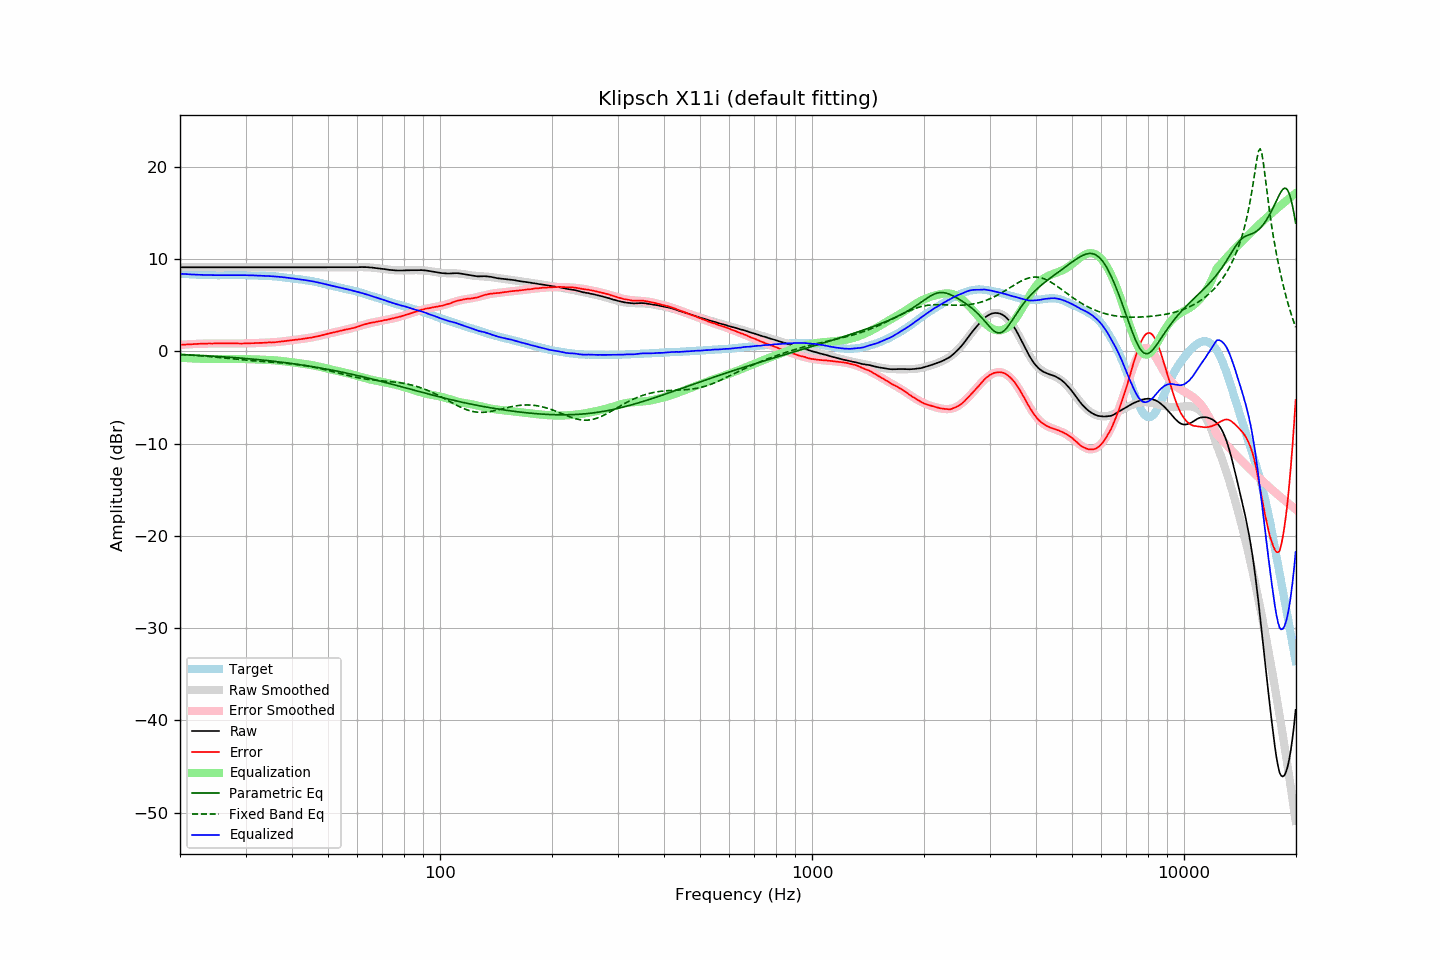 Klipsch X11i (default fitting)
Amplitude (dBr)
20
10
0
−10
−20
−30
−40
−50
Target
Raw Smoothed
Error Smoothed
Raw
Error
Equalization
Parametric Eq
Fixed Band Eq
Equalized
100 1000 10000
Frequency (Hz)